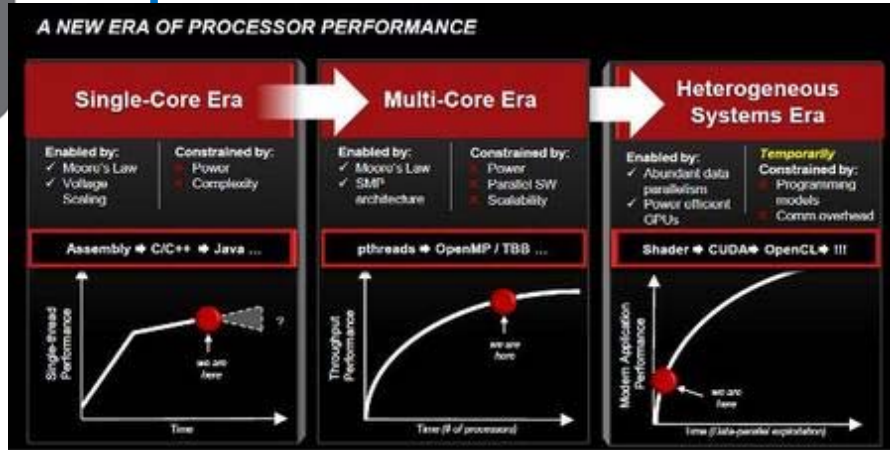 A NEW ERA OF PROCESSOR PERFORMANCE
Single-Core Era
Enabled by:
✓ Moore's Law
✓ Voltage
Scaling
Constrained by:
× Power
× Complexity
Assembly ➔ C/C++ ➔ Java ...
Single-thread
Performance
?
we are
here
Time
Multi-Core Era
Enabled by:
✓ Moore's Law
✓ SMP
architecture
Constrained by:
× Power
× Parallel SW
× Scalability
pthreads ➔ OpenMP / TBB ...
Throughput
Performance
we are
here
Time (# of processors)
Heterogeneous
Systems Era
Enabled by:
✓ Abundant data
parallelism
✓ Power efficient
GPUs
Temporarily
Constrained by:
× Programming
models
× Comm.overhead
Shader ➔ CUDA➔ OpenCL➔ !!!
Modern Application
Performance
we are
here
Time (Data-parallel exploitation)